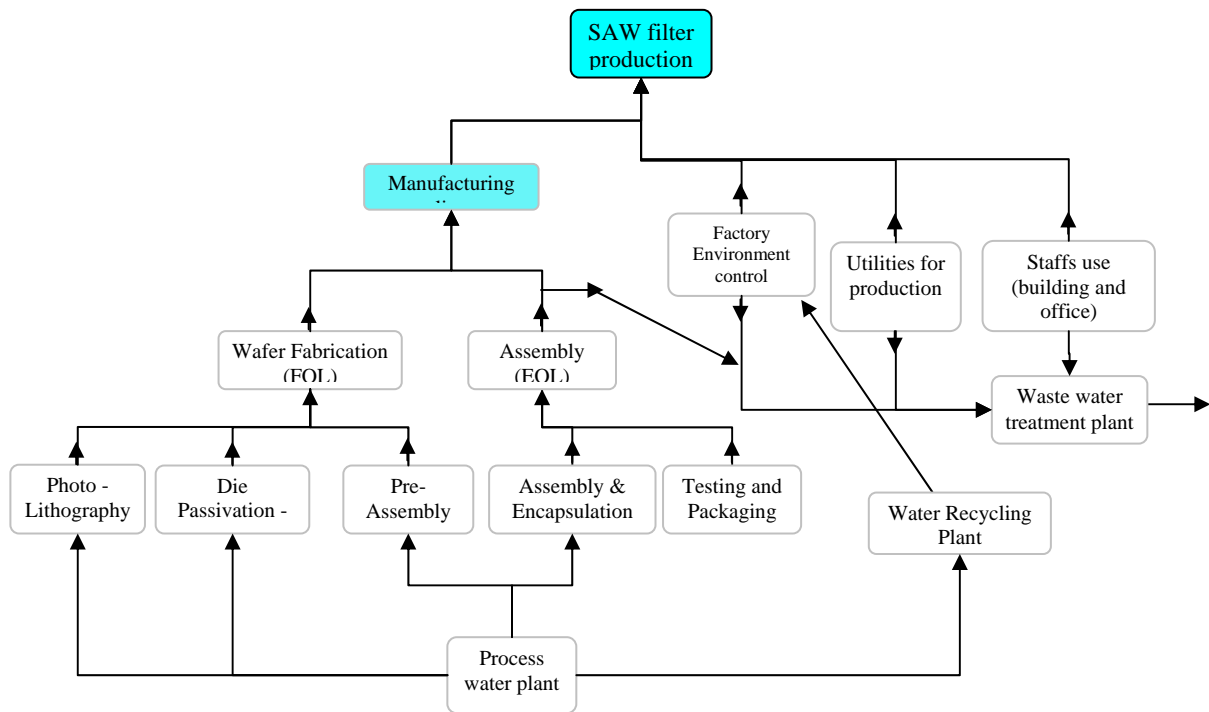 SAW filter
production
Manufacturing
Factory
Environment
control
Utilities for
production
Staffs use
(building and
office)
Wafer Fabrication
(FOL)
Assembly
(EOL)
Waste water
treatment plant
Photo -
Lithography
Die
Passivation -
Pre-
Assembly
Assembly &
Encapsulation
Testing and
Packaging
Water Recycling
Plant
Process
water plant